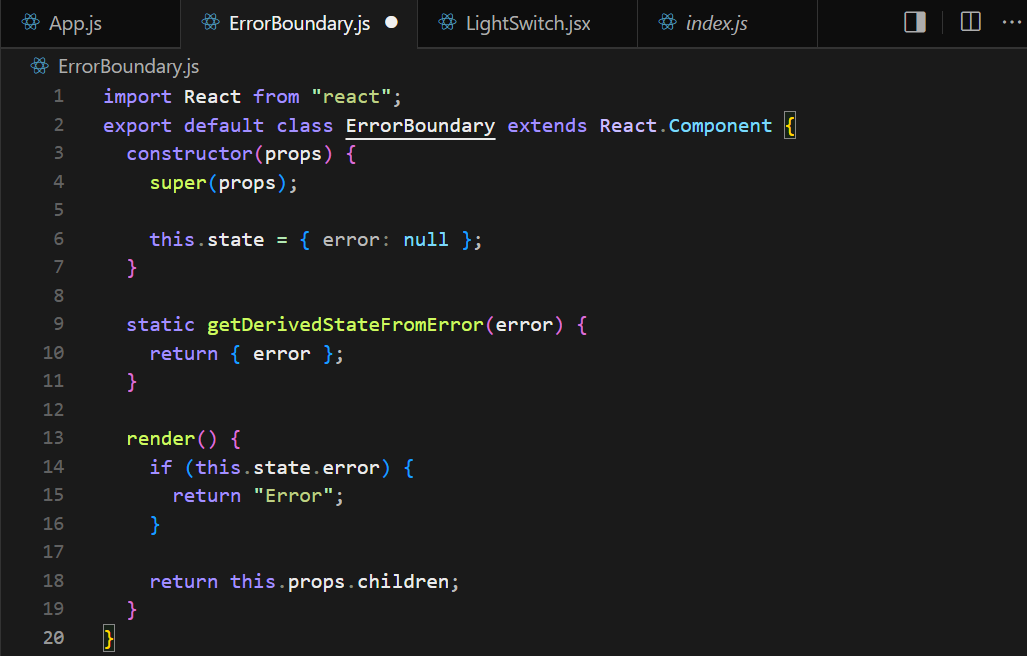 App.js ErrorBoundary.js LightSwitch.jsx index.js
ErrorBoundary.js
1 import React from "react";
2 export default class ErrorBoundary extends React.Component {
3   constructor(props) {
4     super(props);
5
6     this.state = { error: null };
7   }
8
9   static getDerivedStateFromError(error) {
10     return { error };
11   }
12
13   render() {
14     if (this.state.error) {
15       return "Error";
16     }
17
18     return this.props.children;
19   }
20 }